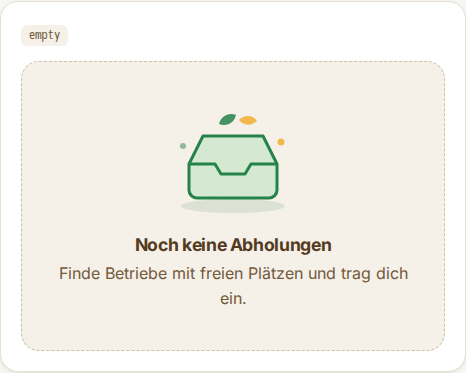 empty
Noch keine Abholungen
Finde Betriebe mit freien Plätzen und trag dich
ein.